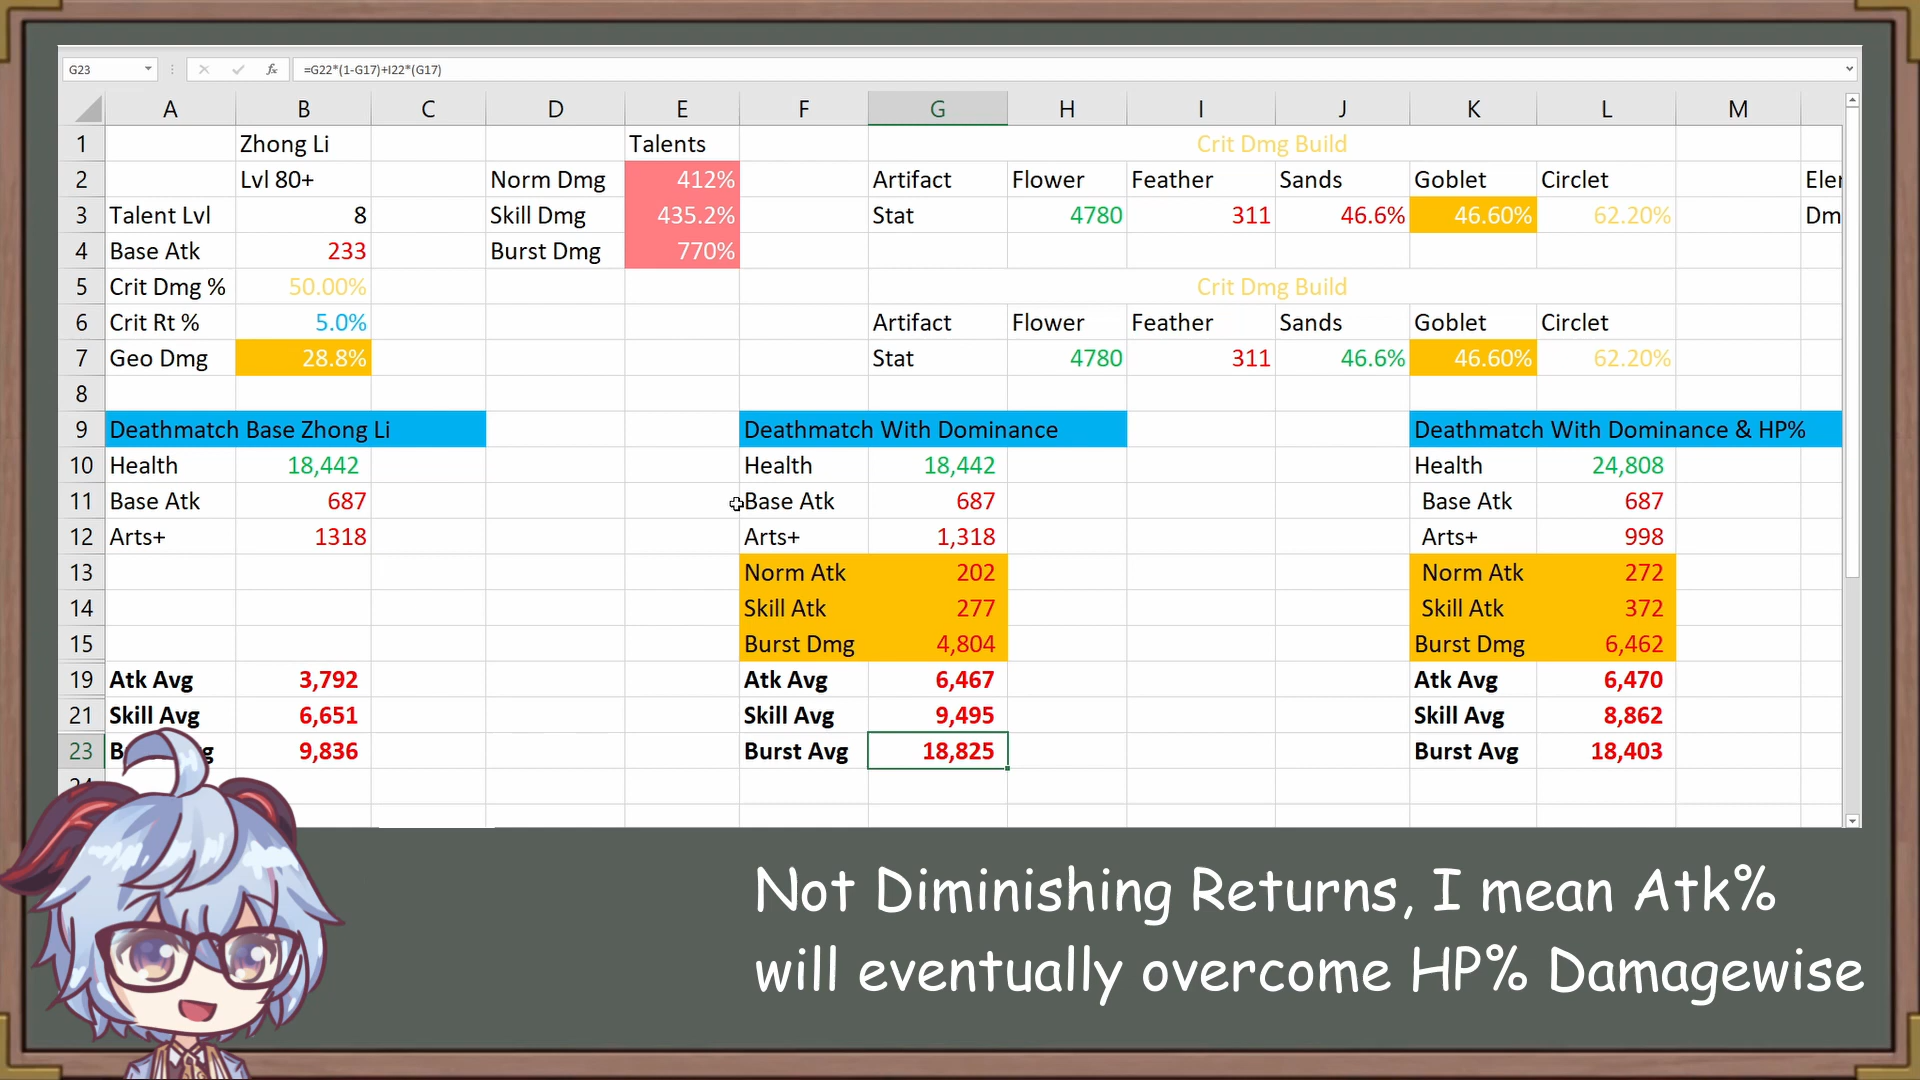 G23 fx =G22*(1-G17)+I22*(G17)
A B C D E F G H I J K L M
1 Zhong Li Talents Crit Dmg Build
2 Lvl 80+ Norm Dmg 412% Artifact Flower Feather Sands Goblet Circlet Eler
3 Talent Lvl 8 Skill Dmg 435.2% Stat 4780 311 46.6% 46.60% 62.20% Dm
4 Base Atk 233 Burst Dmg 770%
5 Crit Dmg % 50.00% Crit Dmg Build
6 Crit Rt % 5.0% Artifact Flower Feather Sands Goblet Circlet
7 Geo Dmg 28.8% Stat 4780 311 46.6% 46.60% 62.20%
8
9 Deathmatch Base Zhong Li Deathmatch With Dominance Deathmatch With Dominance & HP%
10 Health 18,442 Health 18,442 Health 24,808
11 Base Atk 687 Base Atk 687 Base Atk 687
12 Arts+ 1318 Arts+ 1,318 Arts+ 998
13 Norm Atk 202 Norm Atk 272
14 Skill Atk 277 Skill Atk 372
15 Burst Dmg 4,804 Burst Dmg 6,462
19 Atk Avg 3,792 Atk Avg 6,467 Atk Avg 6,470
21 Skill Avg 6,651 Skill Avg 9,495 Skill Avg 8,862
23 9,836 Burst Avg 18,825 Burst Avg 18,403
Not Diminishing Returns, I mean Atk%
will eventually overcome HP% Damagewise